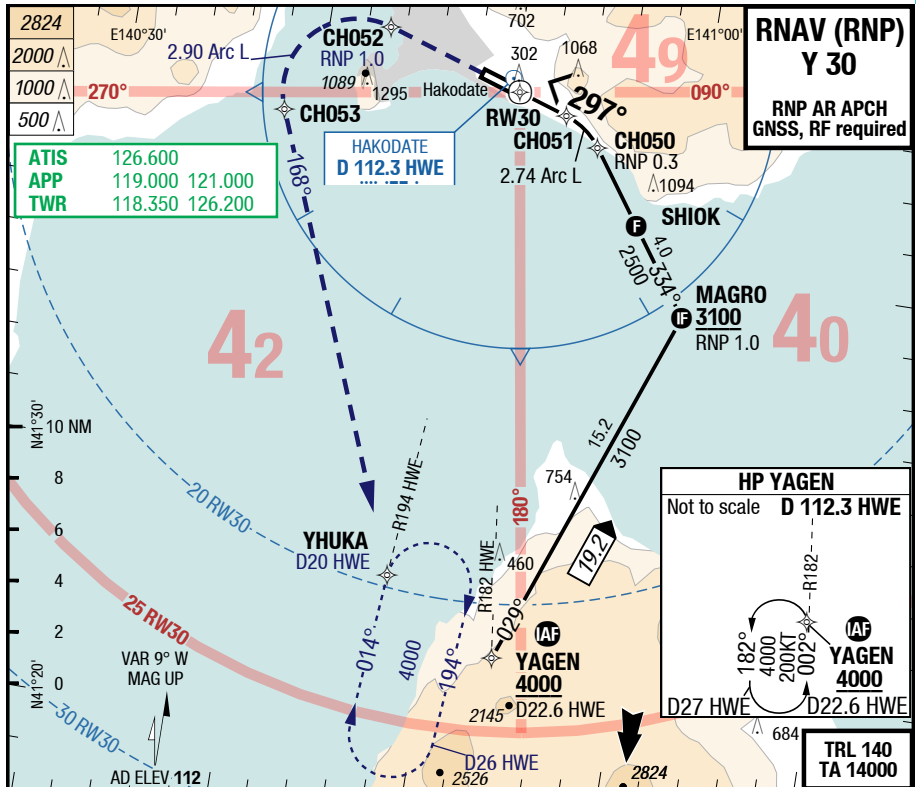 2824
2000
1000
500
E140°30'
702
E141°00'
RNAV (RNP)
Y 30
RNP AR APCH
GNSS, RF required
CH052
RNP 1.0
2.90 Arc L
302
1068
49
1089
1295
Hakodate
270°
090°
297°
CH053
RW30
CH051
CH050
RNP 0.3
2.74 Arc L
1094
HAKODATE
D 112.3 HWE
ATIS 126.600
APP 119.000 121.000
TWR 118.350 126.200
168°
SHIOK
F
4.0
2500
334°
MAGRO
3100
RNP 1.0
IF
42
40
N41°30'
10 NM
8
6
4
2
0
N41°20'
15.2
3100
754
180°
20 RW30
R194 HWE
YHUKA
D20 HWE
R182 HWE
460
19.2
25 RW30
014°
4000
194°
029°
IAF
YAGEN
4000
D22.6 HWE
VAR 9° W
MAG UP
30 RW30
2145
D26 HWE
2526
2824
684
AD ELEV 112
HP YAGEN
Not to scale D 112.3 HWE
R182
182°
4000
200KT
002°
IAF
YAGEN
4000
D27 HWE
D22.6 HWE
TRL 140
TA 14000